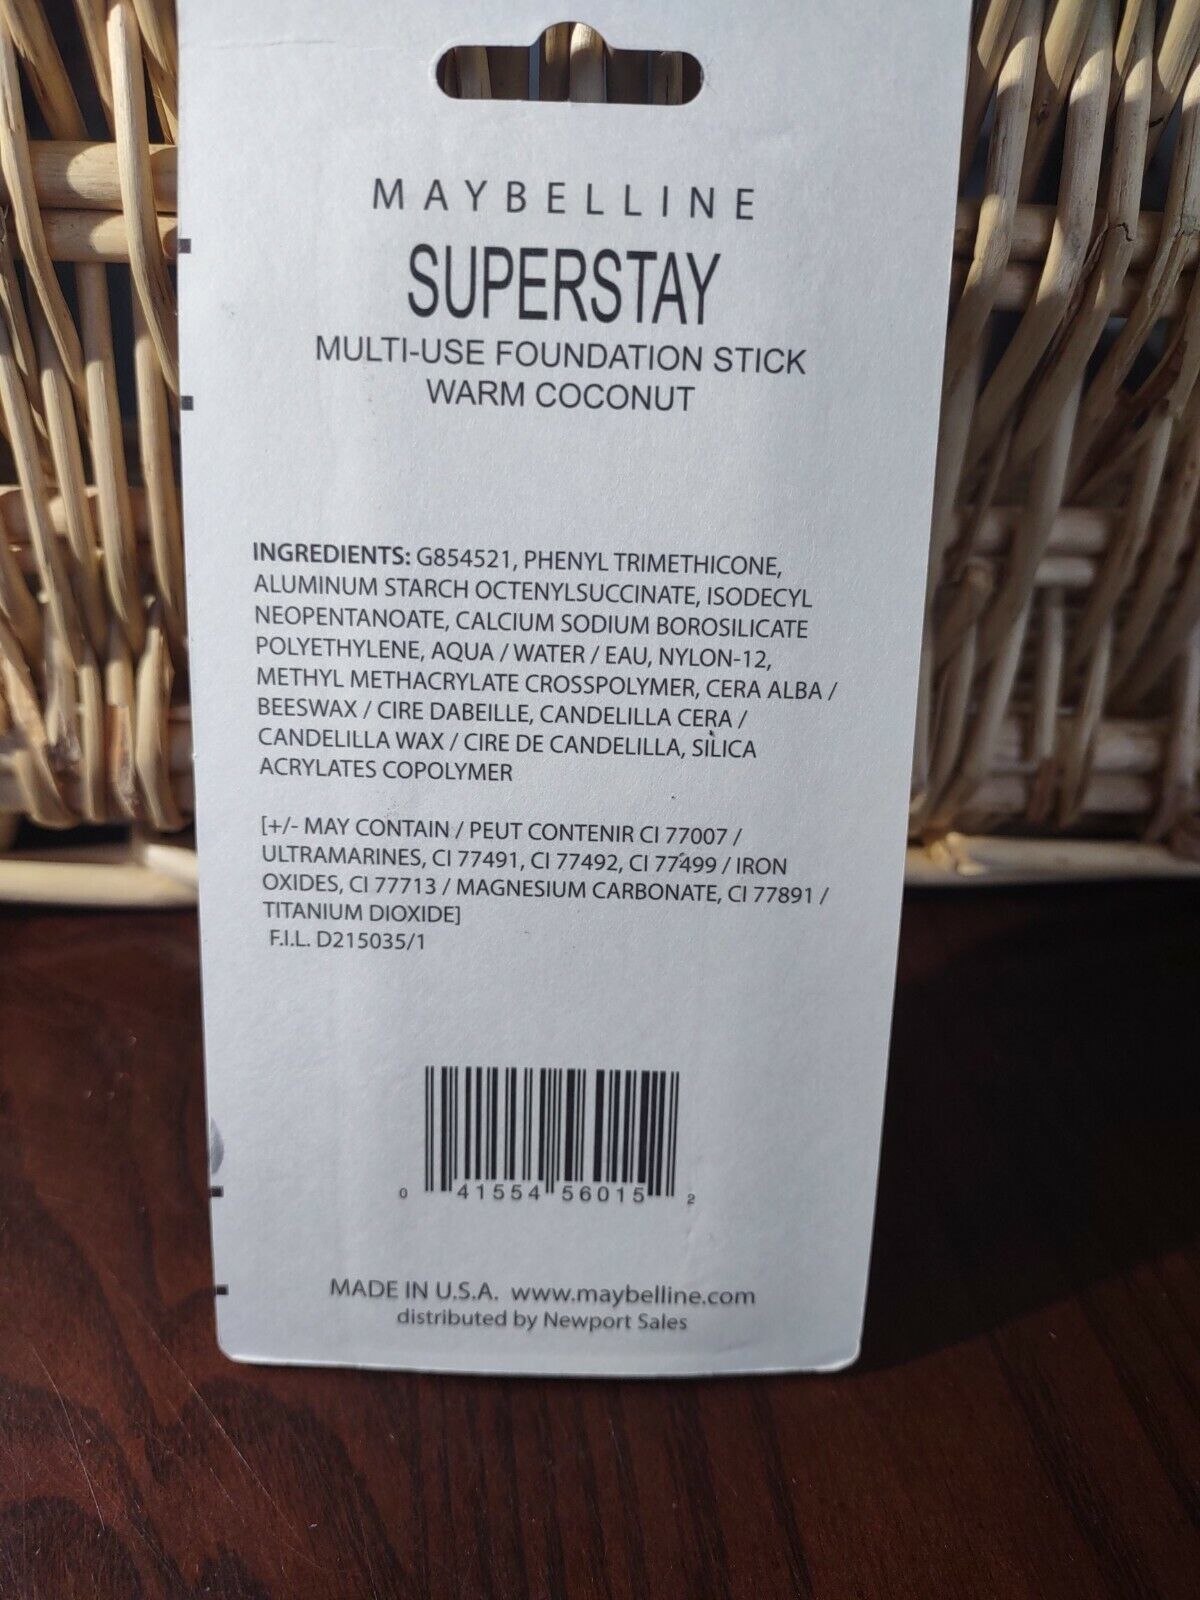 MAYBELLINE
SUPERSTAY
MULTI-USE FOUNDATION STICK
WARM COCONUT
INGREDIENTS: G854521, PHENYL TRIMETHICONE,
ALUMINUM STARCH OCTENYLSUCCINATE, ISODECYL
NEOPENTANOATE, CALCIUM SODIUM BOROSILICATE
POLYETHYLENE, AQUA / WATER / EAU, NYLON-12,
METHYL METHACRYLATE CROSSPOLYMER, CERA ALBA /
BEESWAX / CIRE DABEILLE, CANDELILLA CERA /
CANDELILLA WAX / CIRE DE CANDELILLA, SILICA
ACRYLATES COPOLYMER
[+/- MAY CONTAIN / PEUT CONTENIR CI 77007 /
ULTRAMARINES, CI 77491, CI 77492, CI 77499 / IRON
OXIDES, CI 77713 / MAGNESIUM CARBONATE, CI 77891 /
TITANIUM DIOXIDE]
F.I.L. D215035/1
0 41554 56015 2
MADE IN U.S.A. www.maybelline.com
distributed by Newport Sales